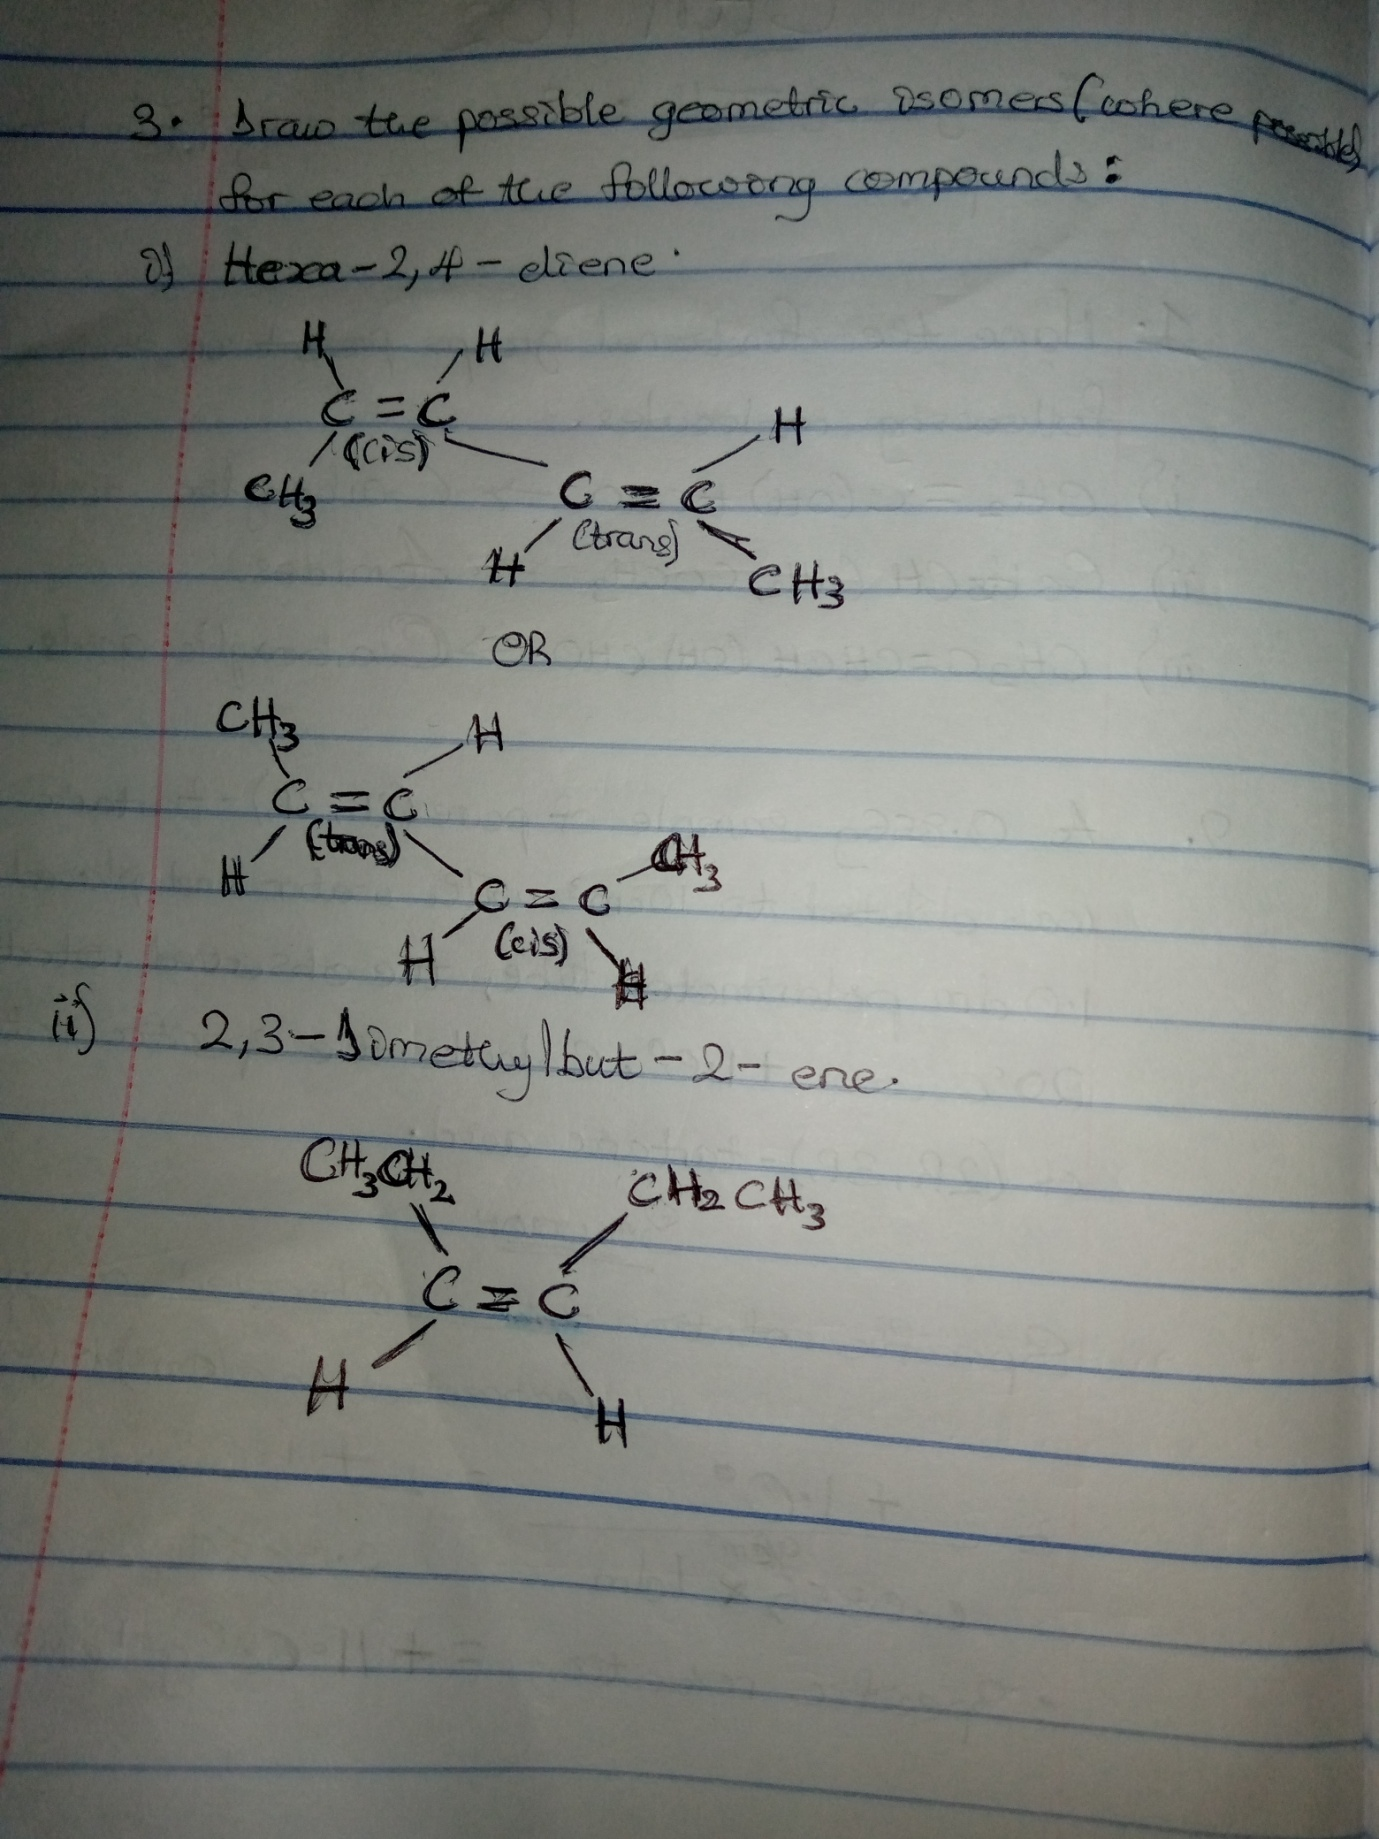 3. Draw the possible geometric isomers (where possible)
for each of the following compounds:
i) Hexa-2,4-diene.
H H
C = C
(cis)
H
CH3
C = C
(trans)
H
CH3
OR
CH3
H
C = C
(trans)
CH3
H
C = C
(cis)
H
H
ii) 2,3-Dimethylbut-2-ene.
CH3CH2
CH2CH3
C = C
H
H